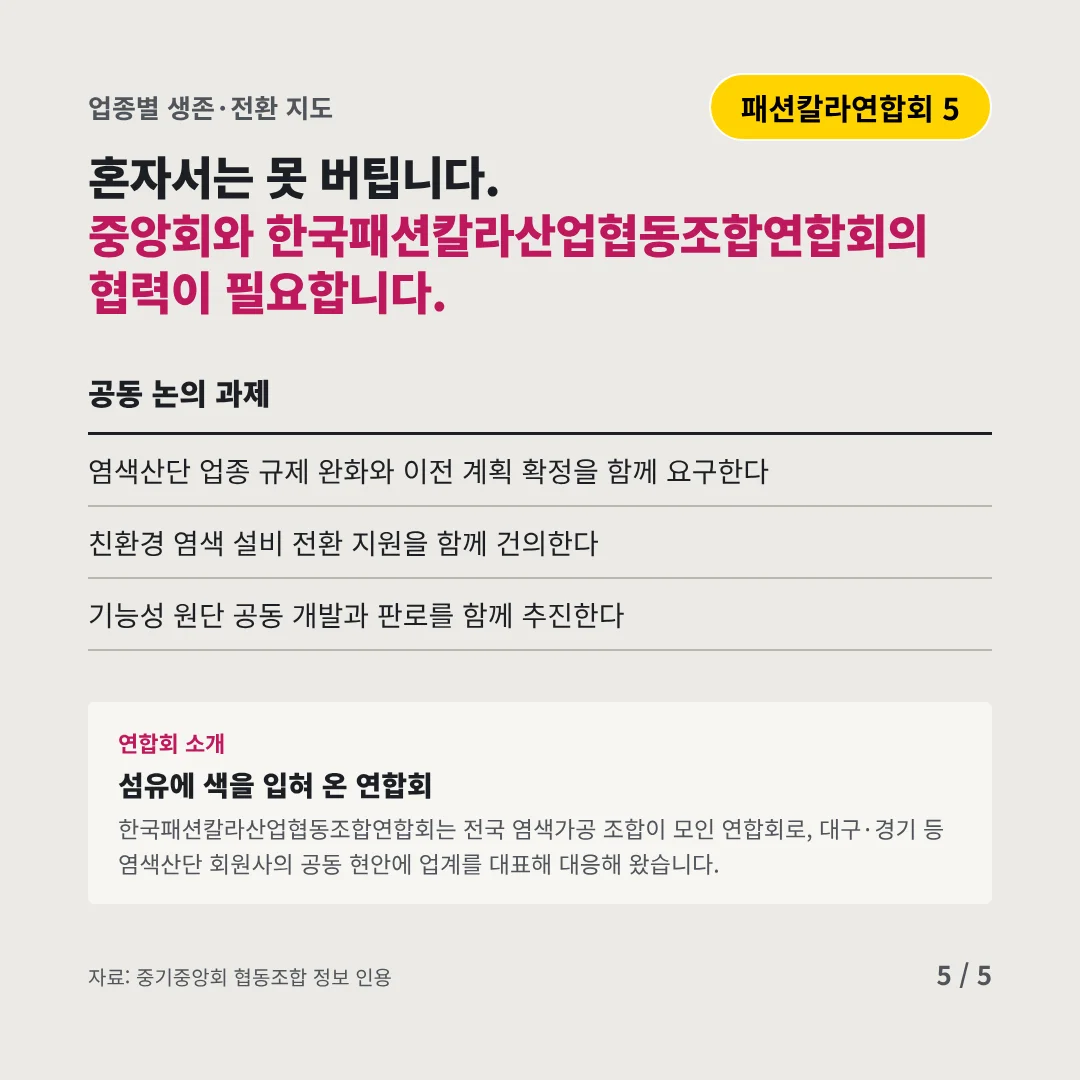 업종별 생존·전환 지도
패션칼라연합회 5
혼자서는 못 버팁니다.
중앙회와 한국패션칼라산업협동조합연합회의
협력이 필요합니다.
공동 논의 과제
염색산단 업종 규제 완화와 이전 계획 확정을 함께 요구한다
친환경 염색 설비 전환 지원을 함께 건의한다
기능성 원단 공동 개발과 판로를 함께 추진한다
연합회 소개
섬유에 색을 입혀 온 연합회
한국패션칼라산업협동조합연합회는 전국 염색가공 조합이 모인 연합회로, 대구·경기 등
염색산단 회원사의 공동 현안에 업계를 대표해 대응해 왔습니다.
자료: 중기중앙회 협동조합 정보 인용
5 / 5